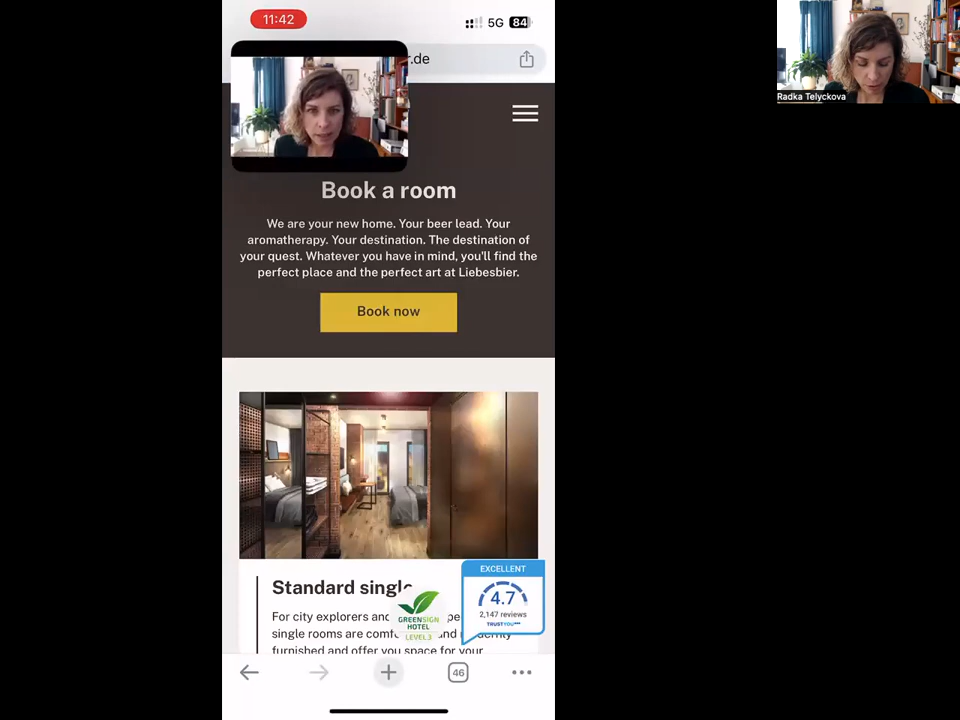 11:42
5G 84
r.de
Radka Telyckova
Book a room
We are your new home. Your beer lead. Your
aromatherapy. Your destination. The destination of
your quest. Whatever you have in mind, you'll find the
perfect place and the perfect art at Liebesbier.
Book now
EXCELLENT
4.7
2,147 reviews
TRUSTYOU
Standard single
GREENSIGN
HOTEL
LEVEL 3
For city explorers and
single rooms are and
furnished and offer you space for your
46